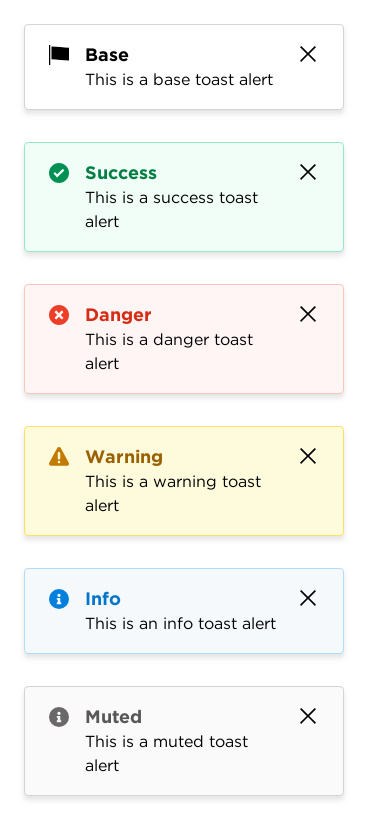 Base
This is a base toast alert
Success
This is a success toast
alert
Danger
This is a danger toast
alert
Warning
This is a warning toast
alert
Info
This is an info toast alert
Muted
This is a muted toast
alert